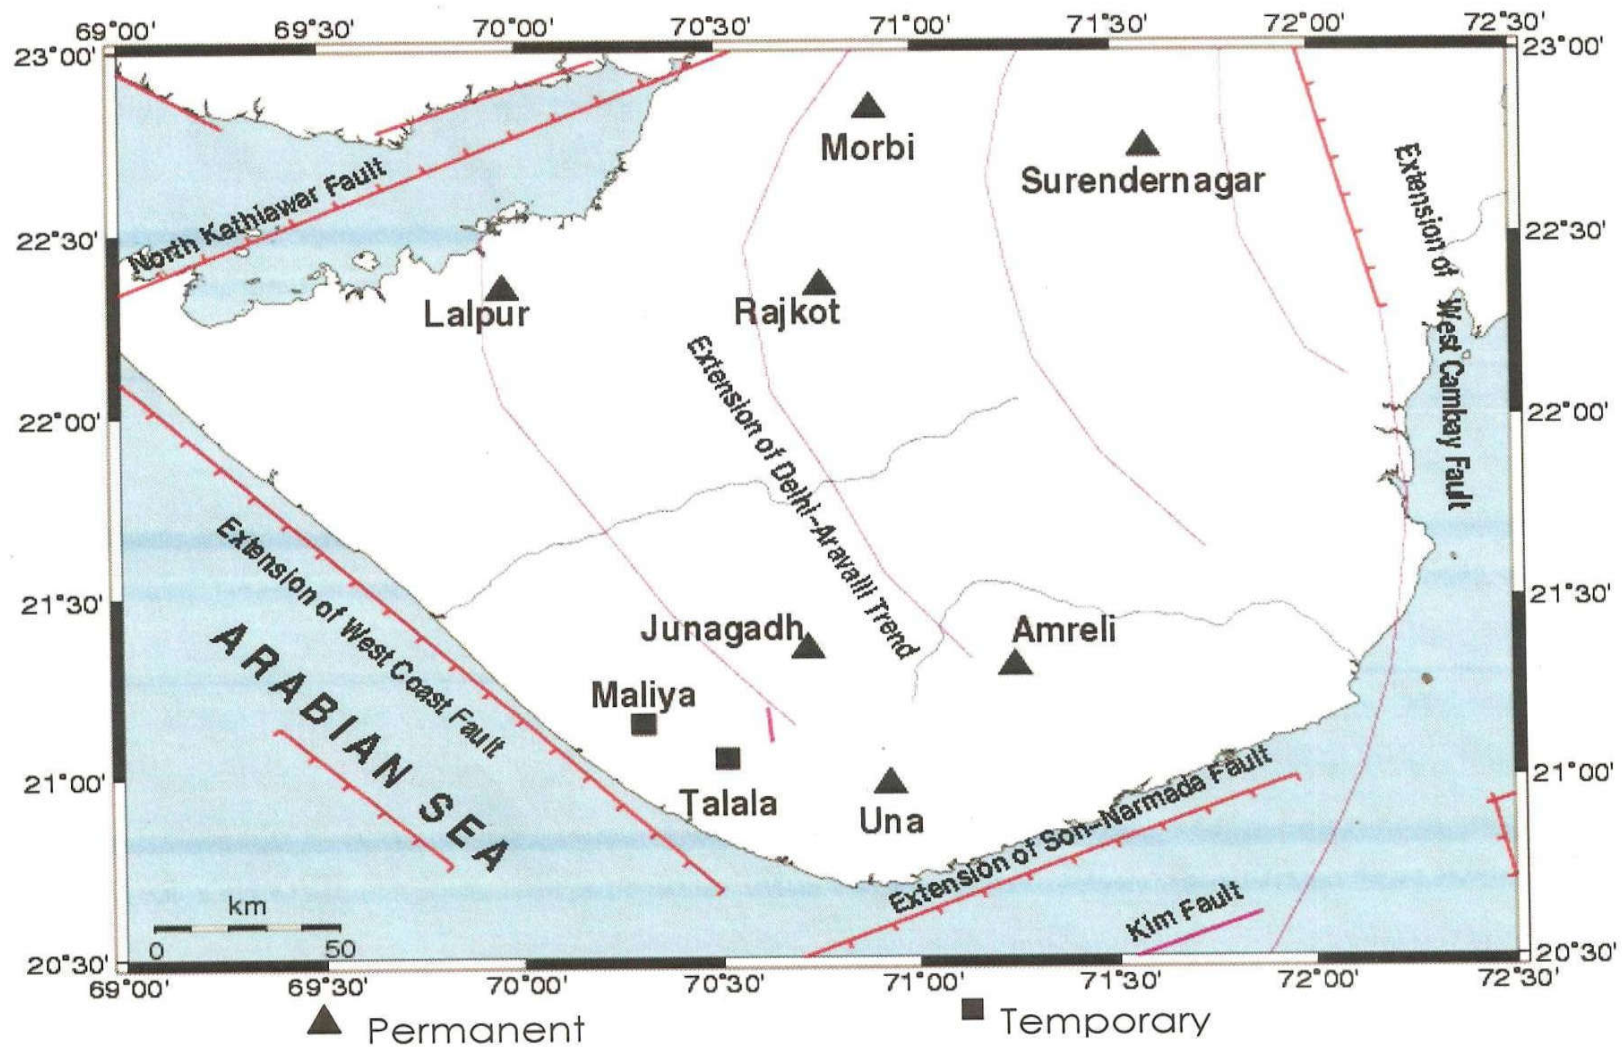 69°00' 69°30' 70°00' 70°30' 71°00' 71°30' 72°00' 72°30'
23°00' 23°00'
Morbi
Surendernagar
North Kathiawar Fault
Extension of West Cambay Fault
22°30' 22°30'
Lalpur
Rajkot
Extension of Delhi-Aravalli Trend
22°00' 22°00'
Extension of West Coast Fault
21°30' 21°30'
ARABIAN SEA
Junagadh
Amreli
Maliya
21°00' 21°00'
Talala
Una
Extension of Son-Narmada Fault
Kim Fault
km
0 50
20°30' 20°30'
69°00' 69°30' 70°00' 70°30' 71°00' 71°30' 72°00' 72°30'
Permanent Temporary